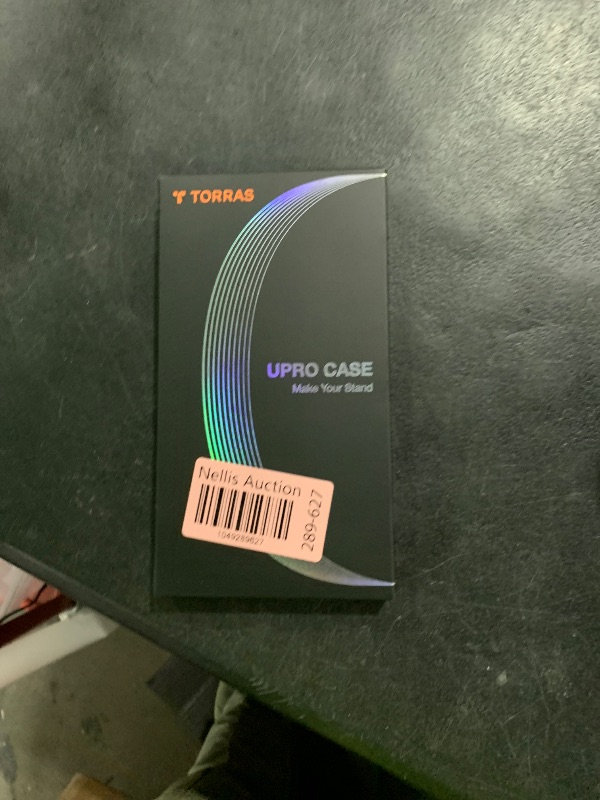 TORRAS
UPRO CASE
Make Your Stand
Nellis Auction
1049289627
289-627